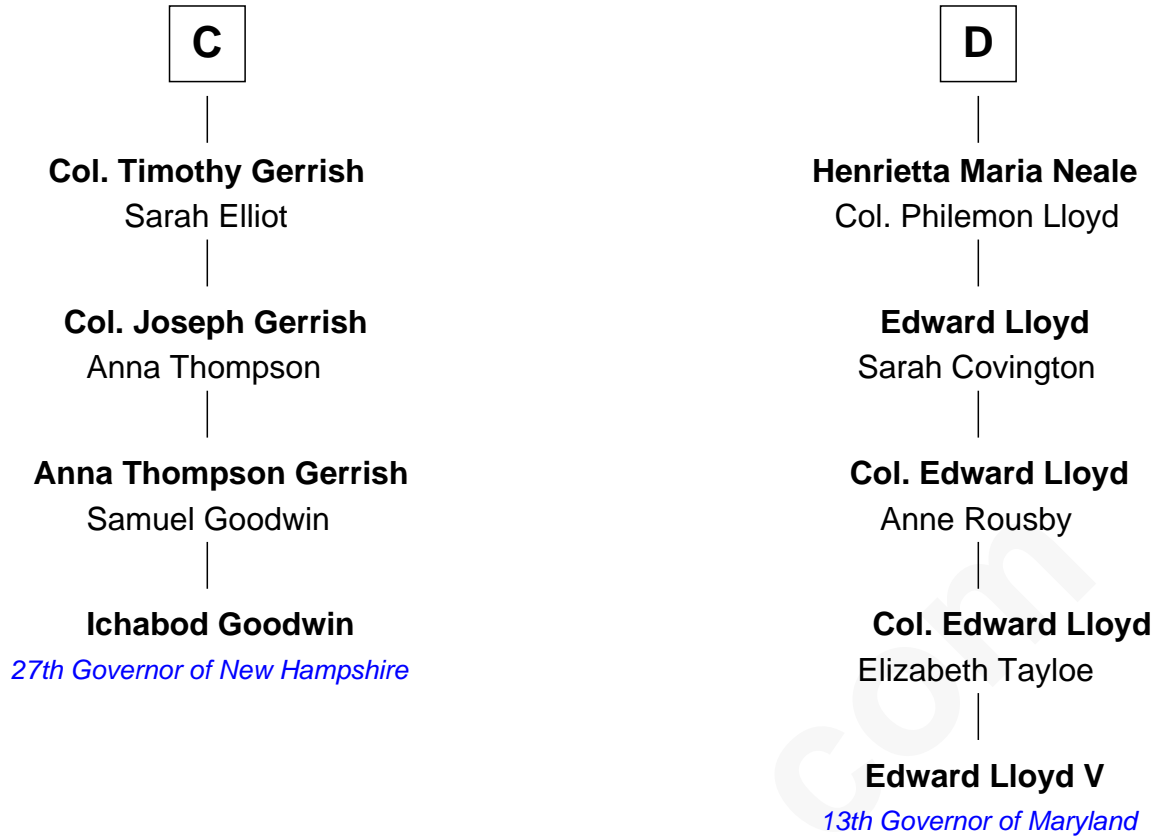 C
Col. Timothy Gerrish
Sarah Elliot
Col. Joseph Gerrish
Anna Thompson
Anna Thompson Gerrish
Samuel Goodwin
Ichabod Goodwin
27th Governor of New Hampshire
D
Henrietta Maria Neale
Col. Philemon Lloyd
Edward Lloyd
Sarah Covington
Col. Edward Lloyd
Anne Rousby
Col. Edward Lloyd
Elizabeth Tayloe
Edward Lloyd V
13th Governor of Maryland
com